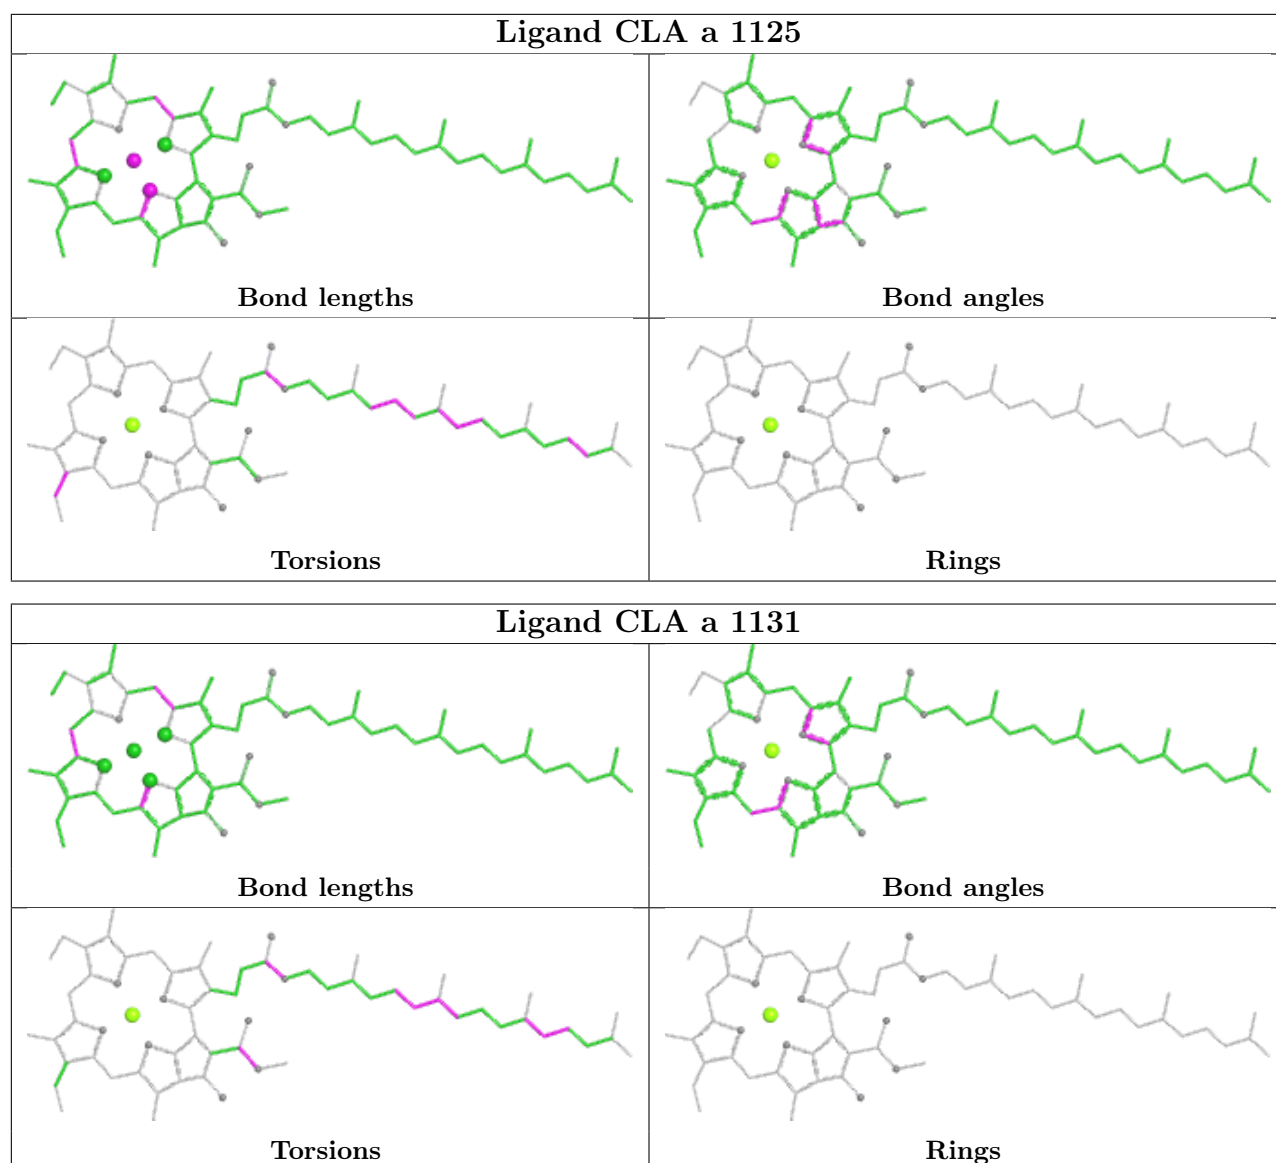 Ligand CLA a 1125
Bond lengths
Bond angles
Torsions
Rings
Ligand CLA a 1131
Bond lengths
Bond angles
Torsions
Rings